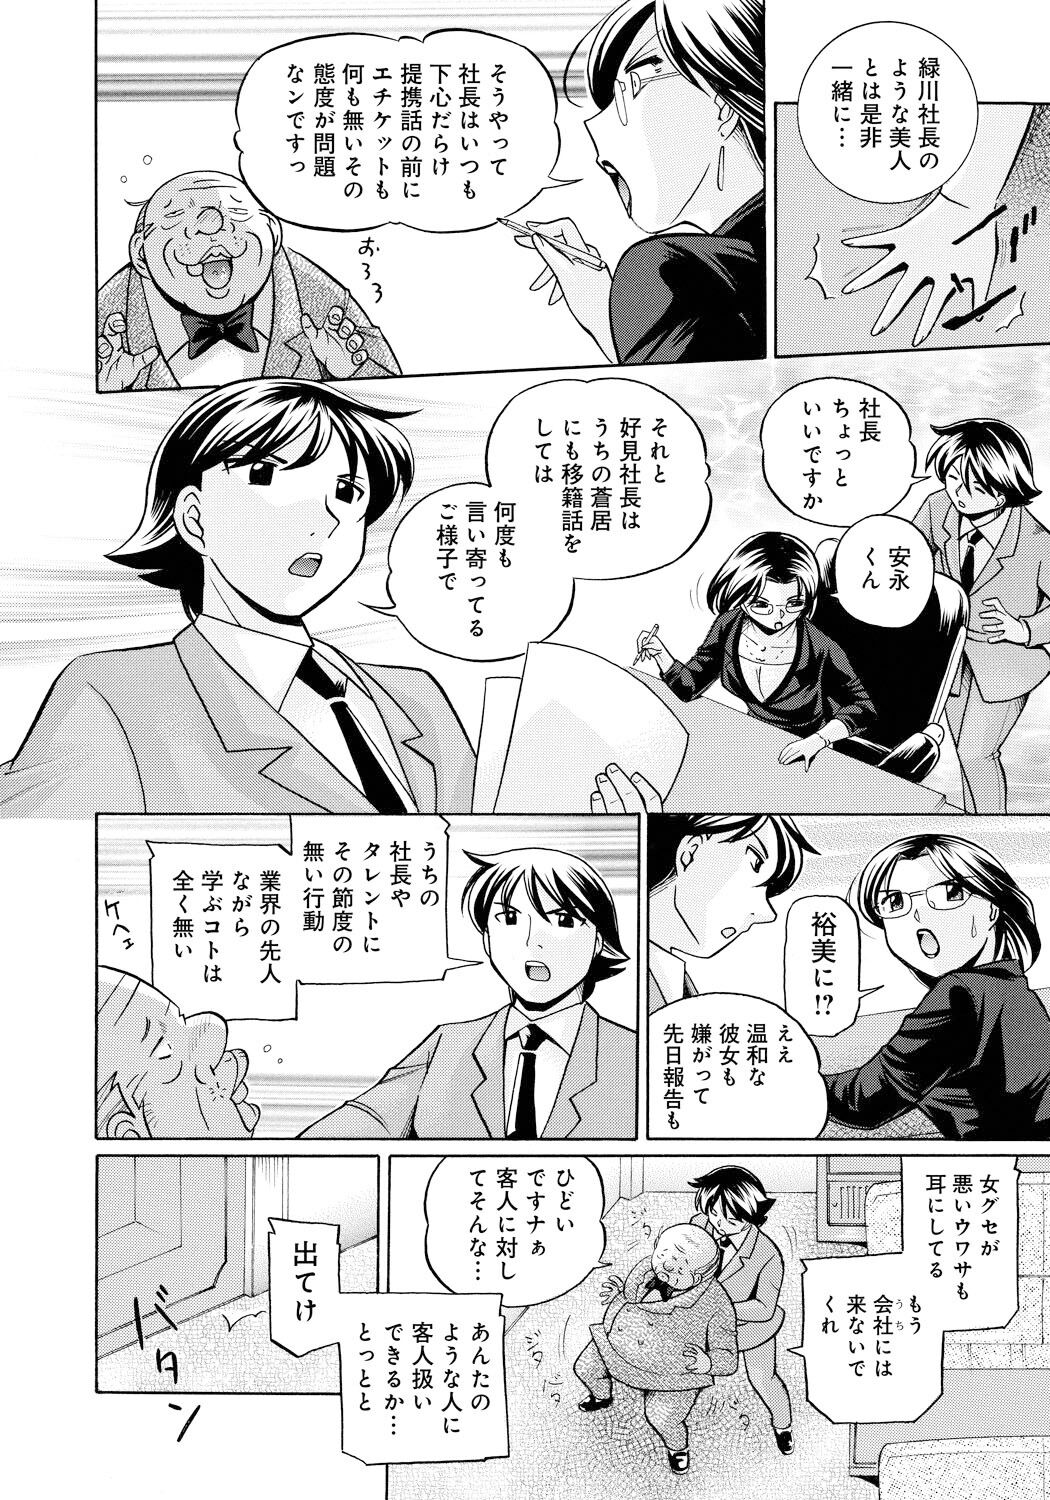 緑川社長の
ような美人
とは是非
一緒に…
ギ
そうやって
社長はいつも
下心だらけ
提携話の前に
エチケットも
何も無いその
態度が問題
なンですっ
おろろ
社長
ちょっと
いいですか
安永
くん
それと
好見社長は
うちの蒼居
にも移籍話を
しては
何度も
言い寄ってる
ご様子で
裕美に!?
ええ
温和な
彼女も
嫌がって
先日報告も
うちの
社長や
タレントに
その節度の
無い行動
業界の先人
ながら
学ぶコトは
全く無い
ケヘェ
女グセが
悪いウワサも
耳にしてる
もう
会社には
うち
来ないで
くれ
ひどい
ですナぁ
客人に対し
てそんな…
あんたの
ような人に
客人扱い
できるか…
とっとと
出てけ
バタン